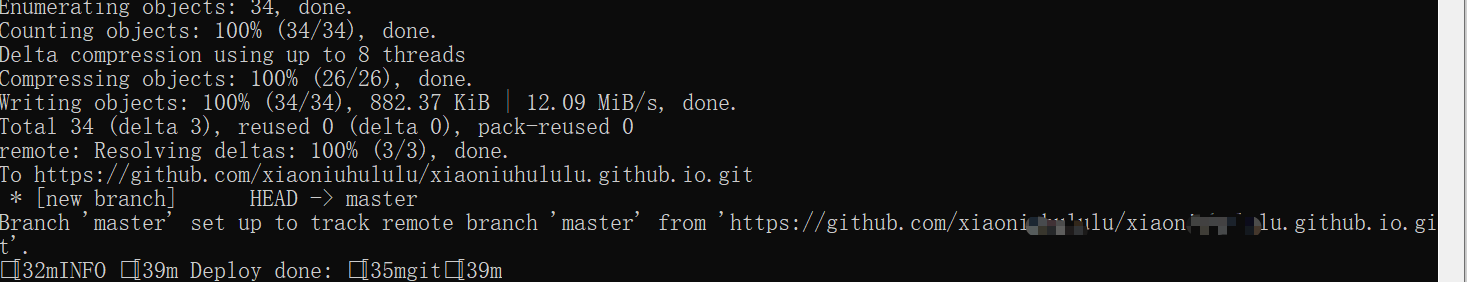 Enumerating objects: 34, done.
Counting objects: 100% (34/34), done.
Delta compression using up to 8 threads
Compressing objects: 100% (26/26), done.
Writing objects: 100% (34/34), 882.37 KiB | 12.09 MiB/s, done.
Total 34 (delta 3), reused 0 (delta 0), pack-reused 0
remote: Resolving deltas: 100% (3/3), done.
To https://github.com/xiaoniuhululu/xiaoniuhululu.github.io.git
 * [new branch]      HEAD -> master
Branch 'master' set up to track remote branch 'master' from 'https://github.com/xiaoni ulu/xiaon lu.github.io.gi
t'.
□[32mINFO □[39m Deploy done: □[35mgit□[39m